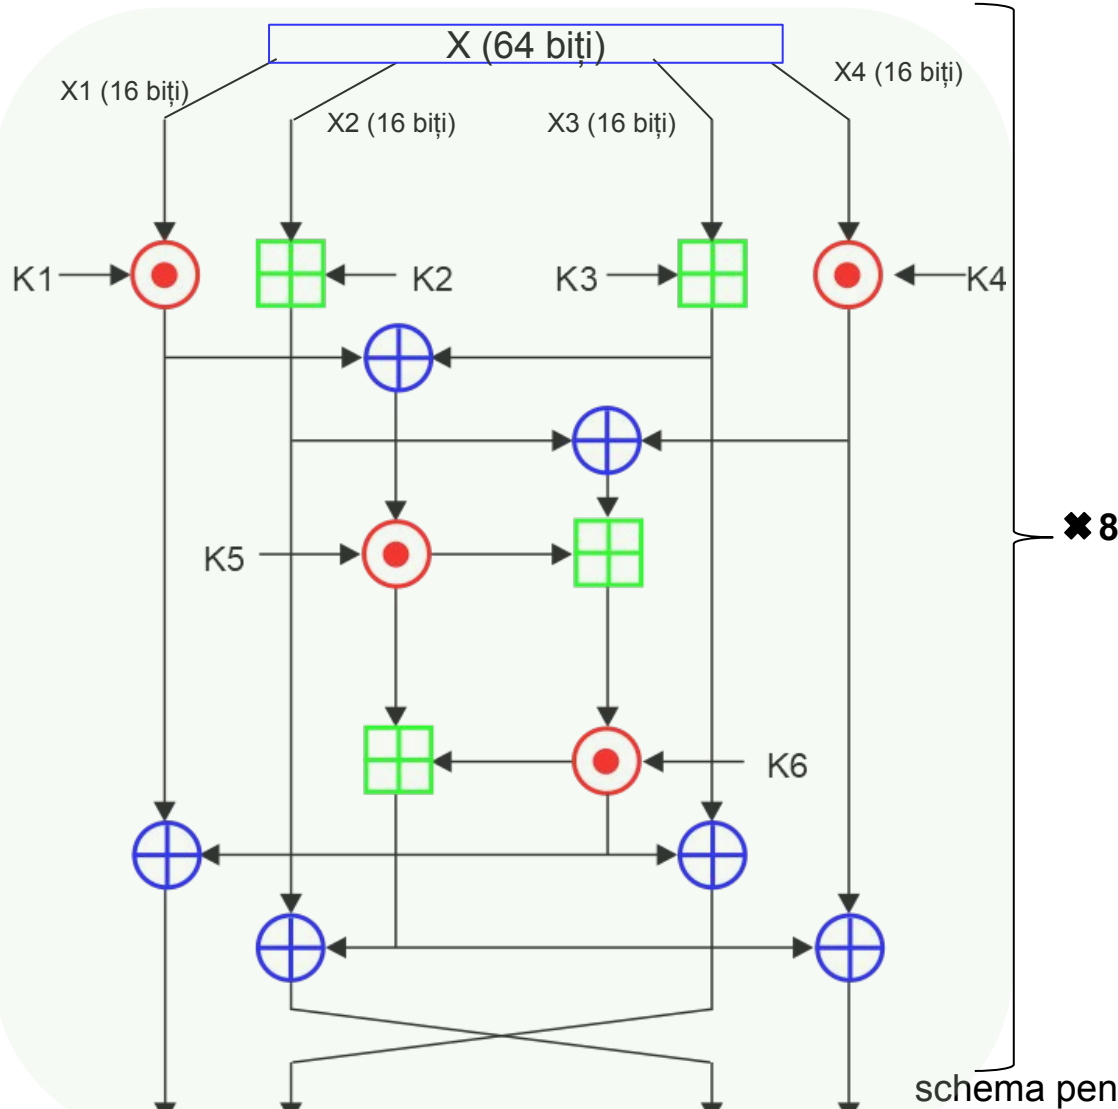 X (64 biți)
X1 (16 biți)
X2 (16 biți)
X3 (16 biți)
X4 (16 biți)
K1
K2
K3
K4
K5
✖8
K6
schema pen